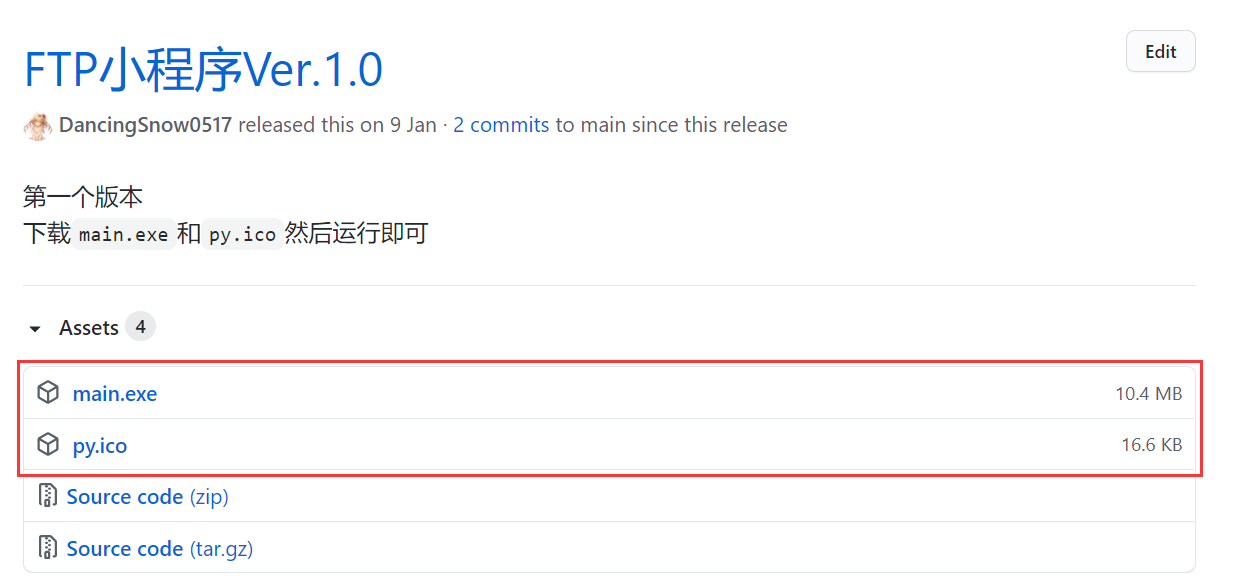 FTP小程序Ver.1.0
Edit
DancingSnow0517 released this on 9 Jan · 2 commits to main since this release
第一个版本
下载 main.exe 和 py.ico 然后运行即可
Assets 4
main.exe 10.4 MB
py.ico 16.6 KB
Source code (zip)
Source code (tar.gz)